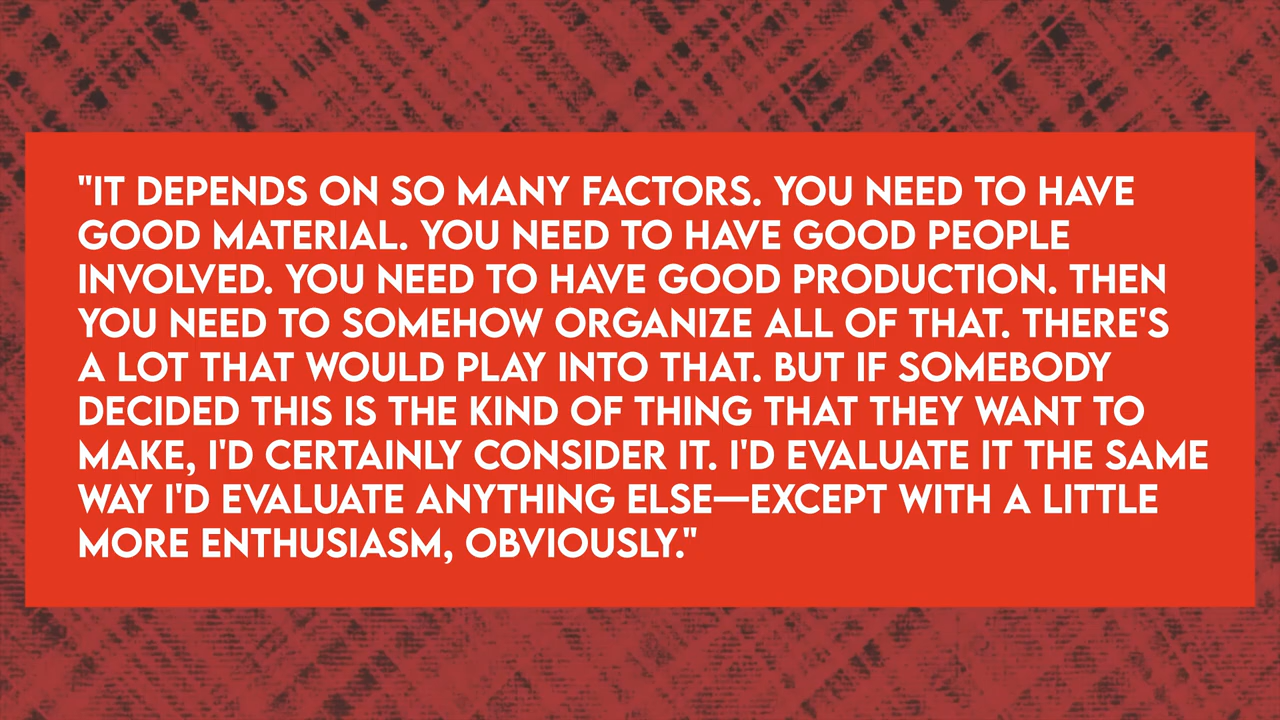 "IT DEPENDS ON SO MANY FACTORS. YOU NEED TO HAVE
GOOD MATERIAL. YOU NEED TO HAVE GOOD PEOPLE
INVOLVED. YOU NEED TO HAVE GOOD PRODUCTION. THEN
YOU NEED TO SOMEHOW ORGANIZE ALL OF THAT. THERE'S
A LOT THAT WOULD PLAY INTO THAT. BUT IF SOMEBODY
DECIDED THIS IS THE KIND OF THING THAT THEY WANT TO
MAKE, I'D CERTAINLY CONSIDER IT. I'D EVALUATE IT THE SAME
WAY I'D EVALUATE ANYTHING ELSE—EXCEPT WITH A LITTLE
MORE ENTHUSIASM, OBVIOUSLY."